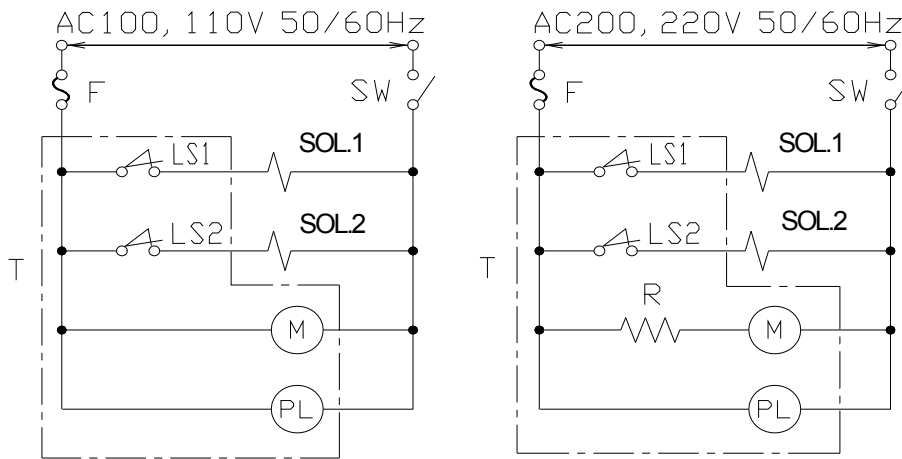 AC100, 110V 50/60Hz
F
SW
LS1
SOL.1
LS2
SOL.2
T
M
PL
AC200, 220V 50/60Hz
F
SW
LS1
SOL.1
LS2
SOL.2
T
R
M
PL